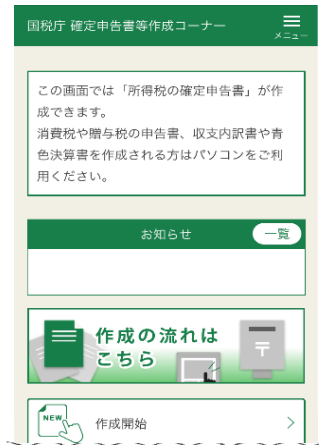 国税庁 確定申告書等作成コーナー
メニュー
この画面では「所得税の確定申告書」が作
成できます。
消費税や贈与税の申告書、収支内訳書や青
色決算書を作成される方はパソコンをご利
用ください。
お知らせ
一覧
作成の流れは
こちら
〒
NEW
作成開始